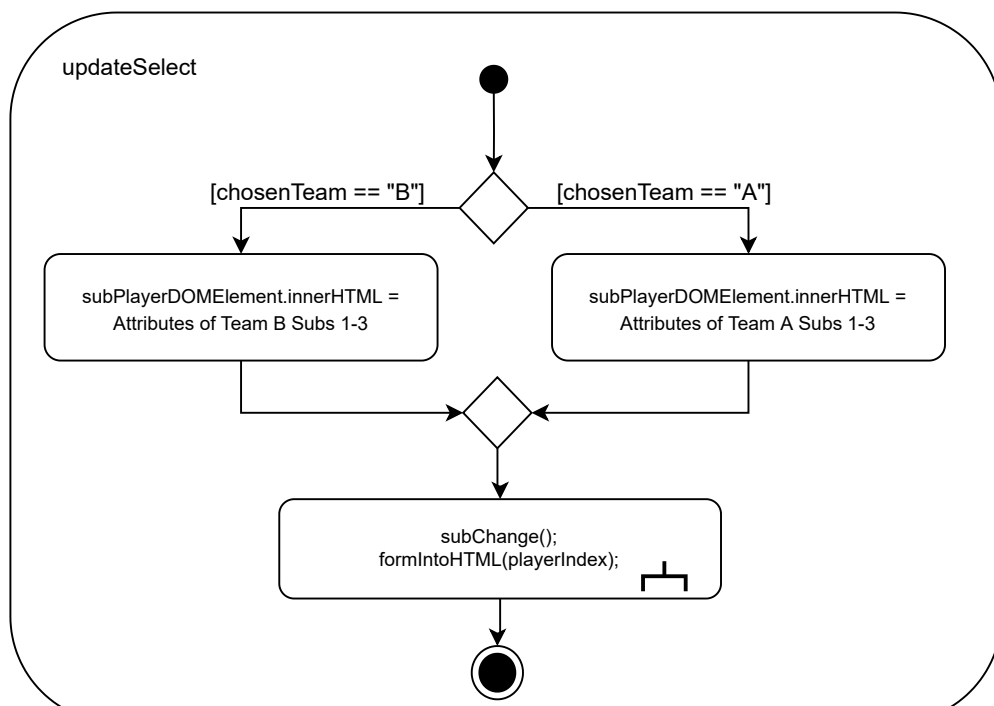 updateSelect
[chosenTeam == "B"]
[chosenTeam == "A"]
subPlayerDOMElement.innerHTML =
Attributes of Team B Subs 1-3
subPlayerDOMElement.innerHTML =
Attributes of Team A Subs 1-3
subChange();
formIntoHTML(playerIndex);